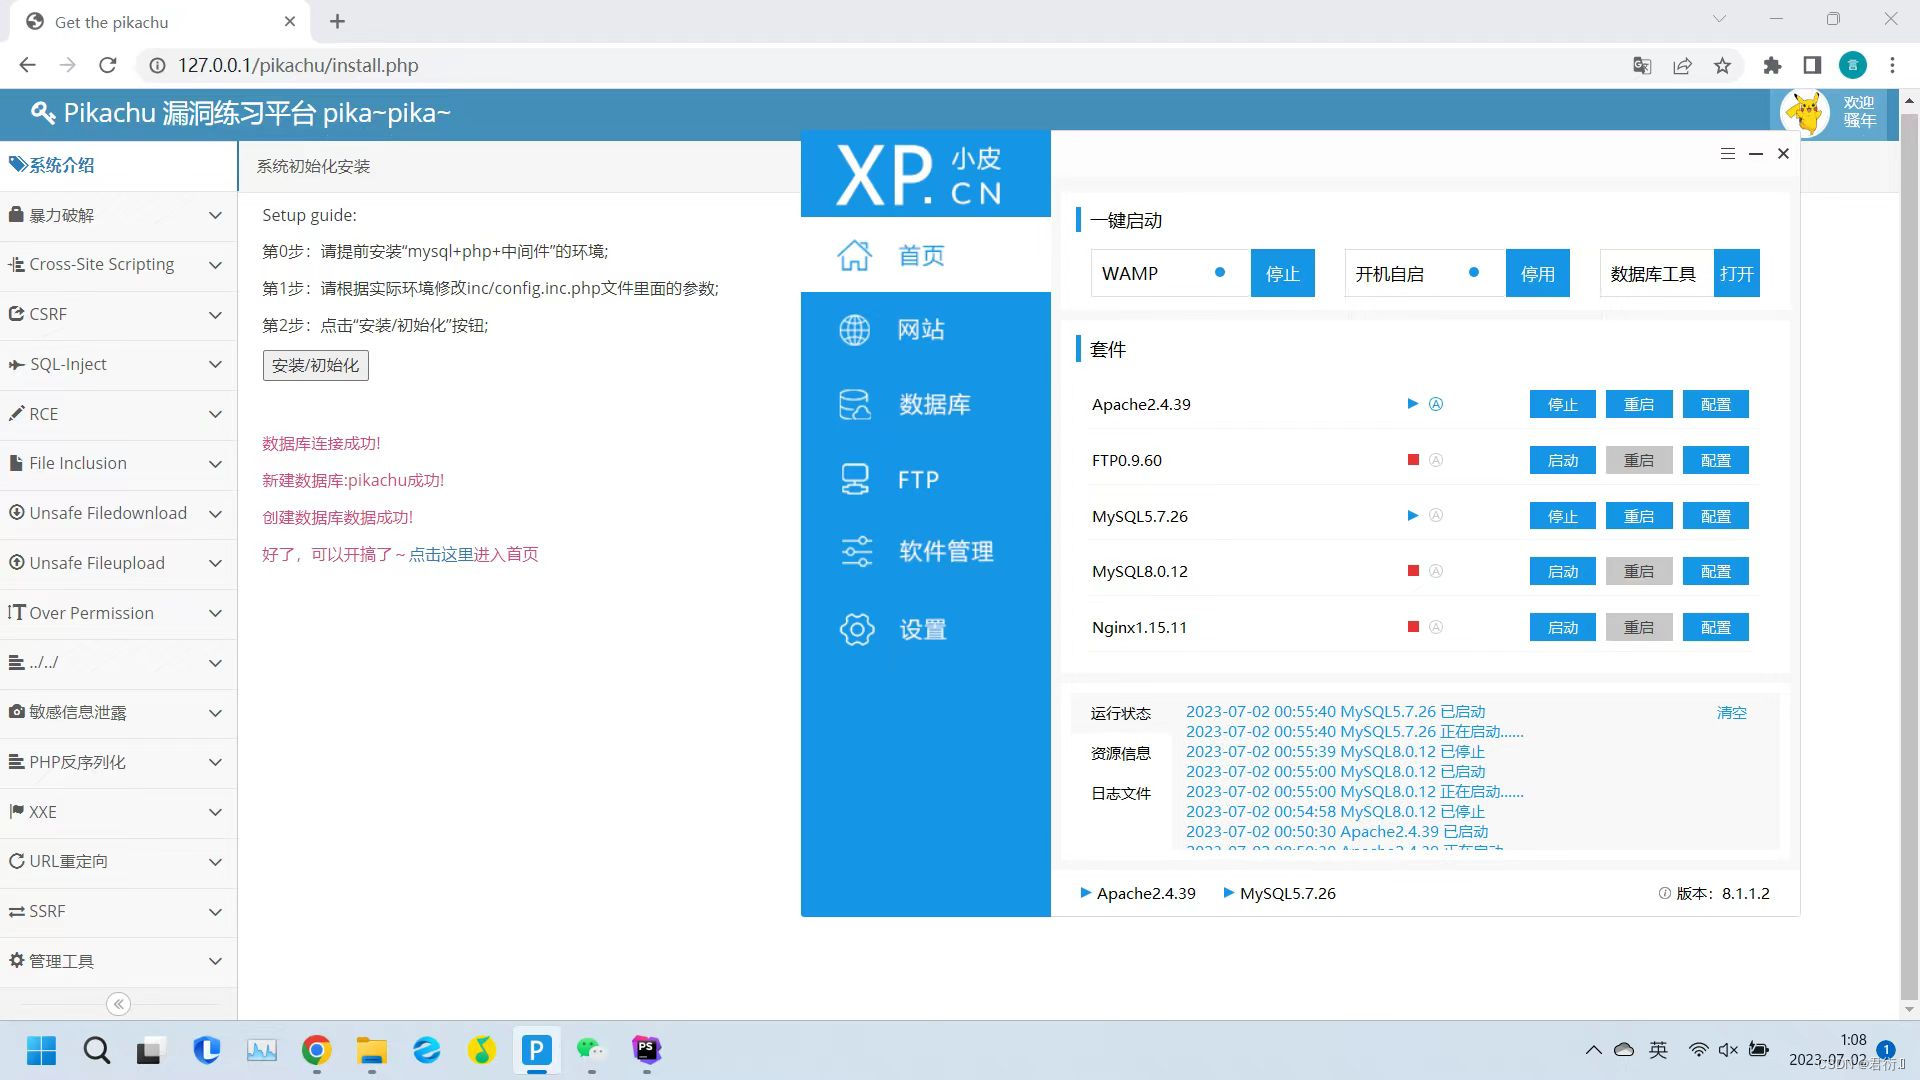 Get the pikachu
127.0.0.1/pikachu/install.php
言
Pikachu 漏洞练习平台 pika~pika~
欢迎
骚年
系统介绍
暴力破解
Cross-Site Scripting
CSRF
SQL-Inject
RCE
File Inclusion
Unsafe Filedownload
Unsafe Fileupload
Over Permission
../../
敏感信息泄露
PHP反序列化
XXE
URL重定向
SSRF
管理工具
系统初始化安装
Setup guide:
第0步：请提前安装“mysql+php+中间件”的环境;
第1步：请根据实际环境修改inc/config.inc.php文件里面的参数;
第2步：点击“安装/初始化”按钮;
安装/初始化
数据库连接成功!
新建数据库:pikachu成功!
创建数据库数据成功!
好了，可以开搞了～点击这里进入首页
XP. 小皮
CN
首页
网站
数据库
FTP
软件管理
设置
一键启动
WAMP 停止 开机自启 停用 数据库工具 打开
套件
Apache2.4.39 A 停止 重启 配置
FTP0.9.60 A 启动 重启 配置
MySQL5.7.26 A 停止 重启 配置
MySQL8.0.12 A 启动 重启 配置
Nginx1.15.11 A 启动 重启 配置
运行状态
资源信息
日志文件
2023-07-02 00:55:40 MySQL5.7.26 已启动
2023-07-02 00:55:40 MySQL5.7.26 正在启动......
2023-07-02 00:55:39 MySQL8.0.12 已停止
2023-07-02 00:55:00 MySQL8.0.12 已启动
2023-07-02 00:55:00 MySQL8.0.12 正在启动......
2023-07-02 00:54:58 MySQL8.0.12 已停止
2023-07-02 00:50:30 Apache2.4.39 已启动
2023-07-02 00:50:30 Apache2.4.39 正在启动
清空
Apache2.4.39 MySQL5.7.26 版本：8.1.1.2
P
PS
英
1:08
2023-07-02
1
CSDN @君衍.